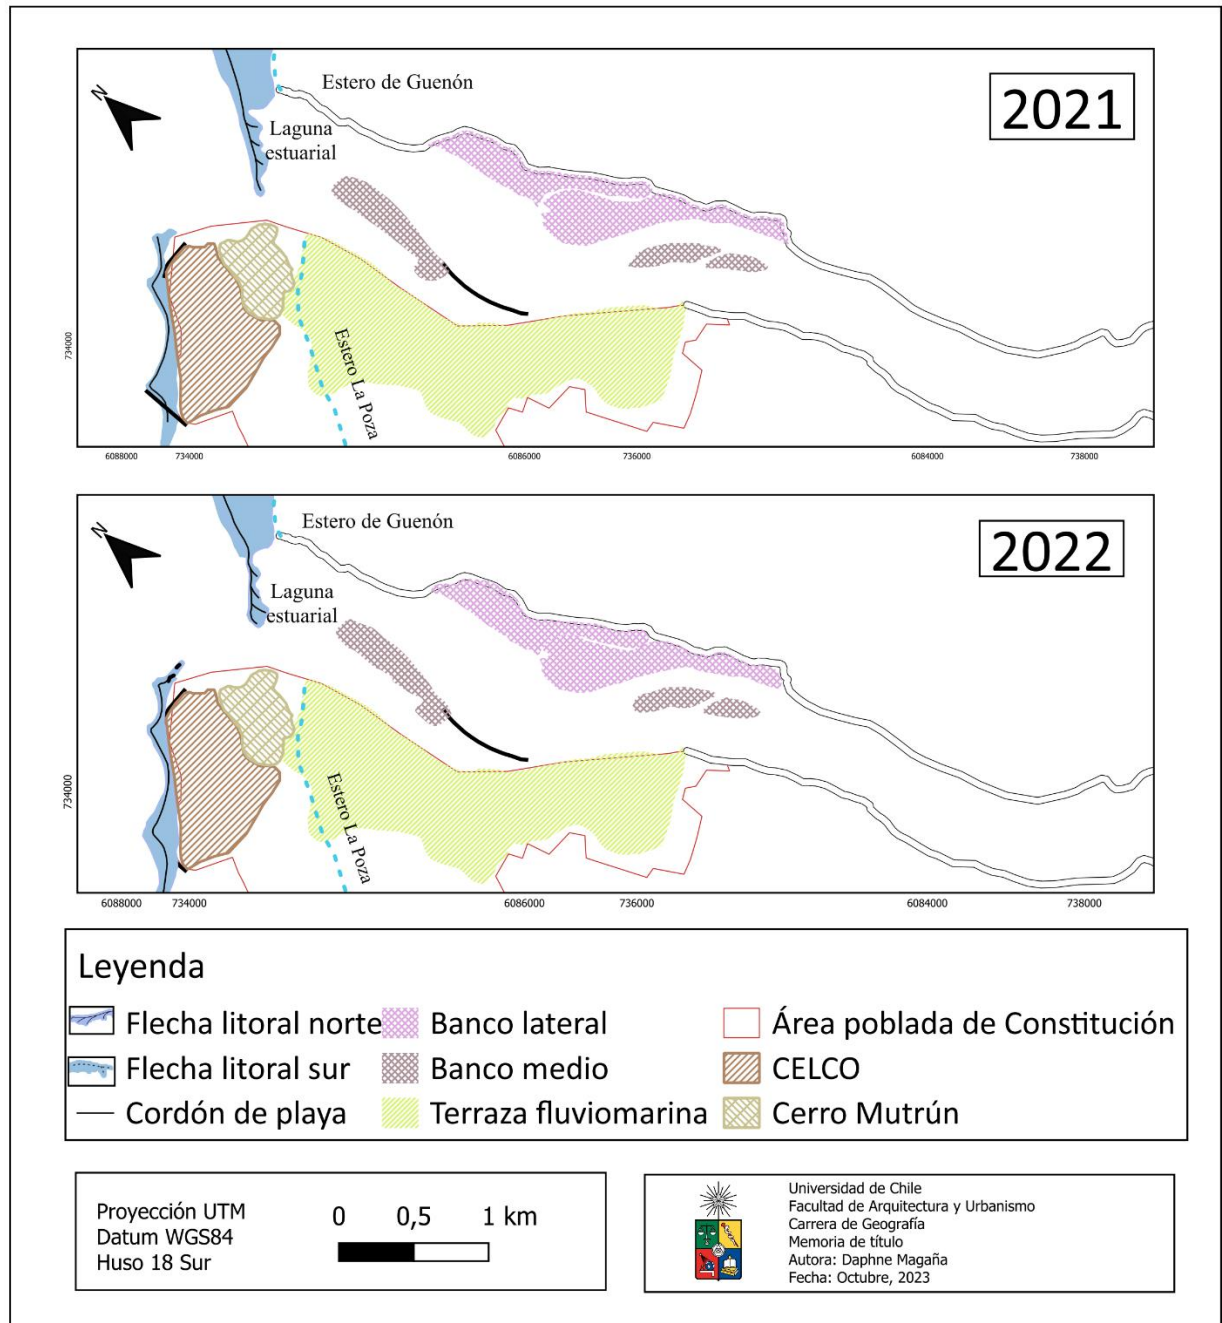 2021
Estero de Guenón
N
Laguna
estuarial
Estero La Poza
734000
6088000
734000
6086000
736000
6084000
738000
2022
Estero de Guenón
N
Laguna
estuarial
Estero La Poza
734000
6088000
734000
6086000
736000
6084000
738000
Leyenda
Flecha litoral norte
Banco lateral
Área poblada de Constitución
Flecha litoral sur
Banco medio
CELCO
Cordón de playa
Terraza fluviomarina
Cerro Mutrún
Proyección UTM
Datum WGS84
Huso 18 Sur
0 0,5 1 km
Universidad de Chile
Facultad de Arquitectura y Urbanismo
Carrera de Geografía
Memoria de título
Autora: Daphne Magaña
Fecha: Octubre, 2023